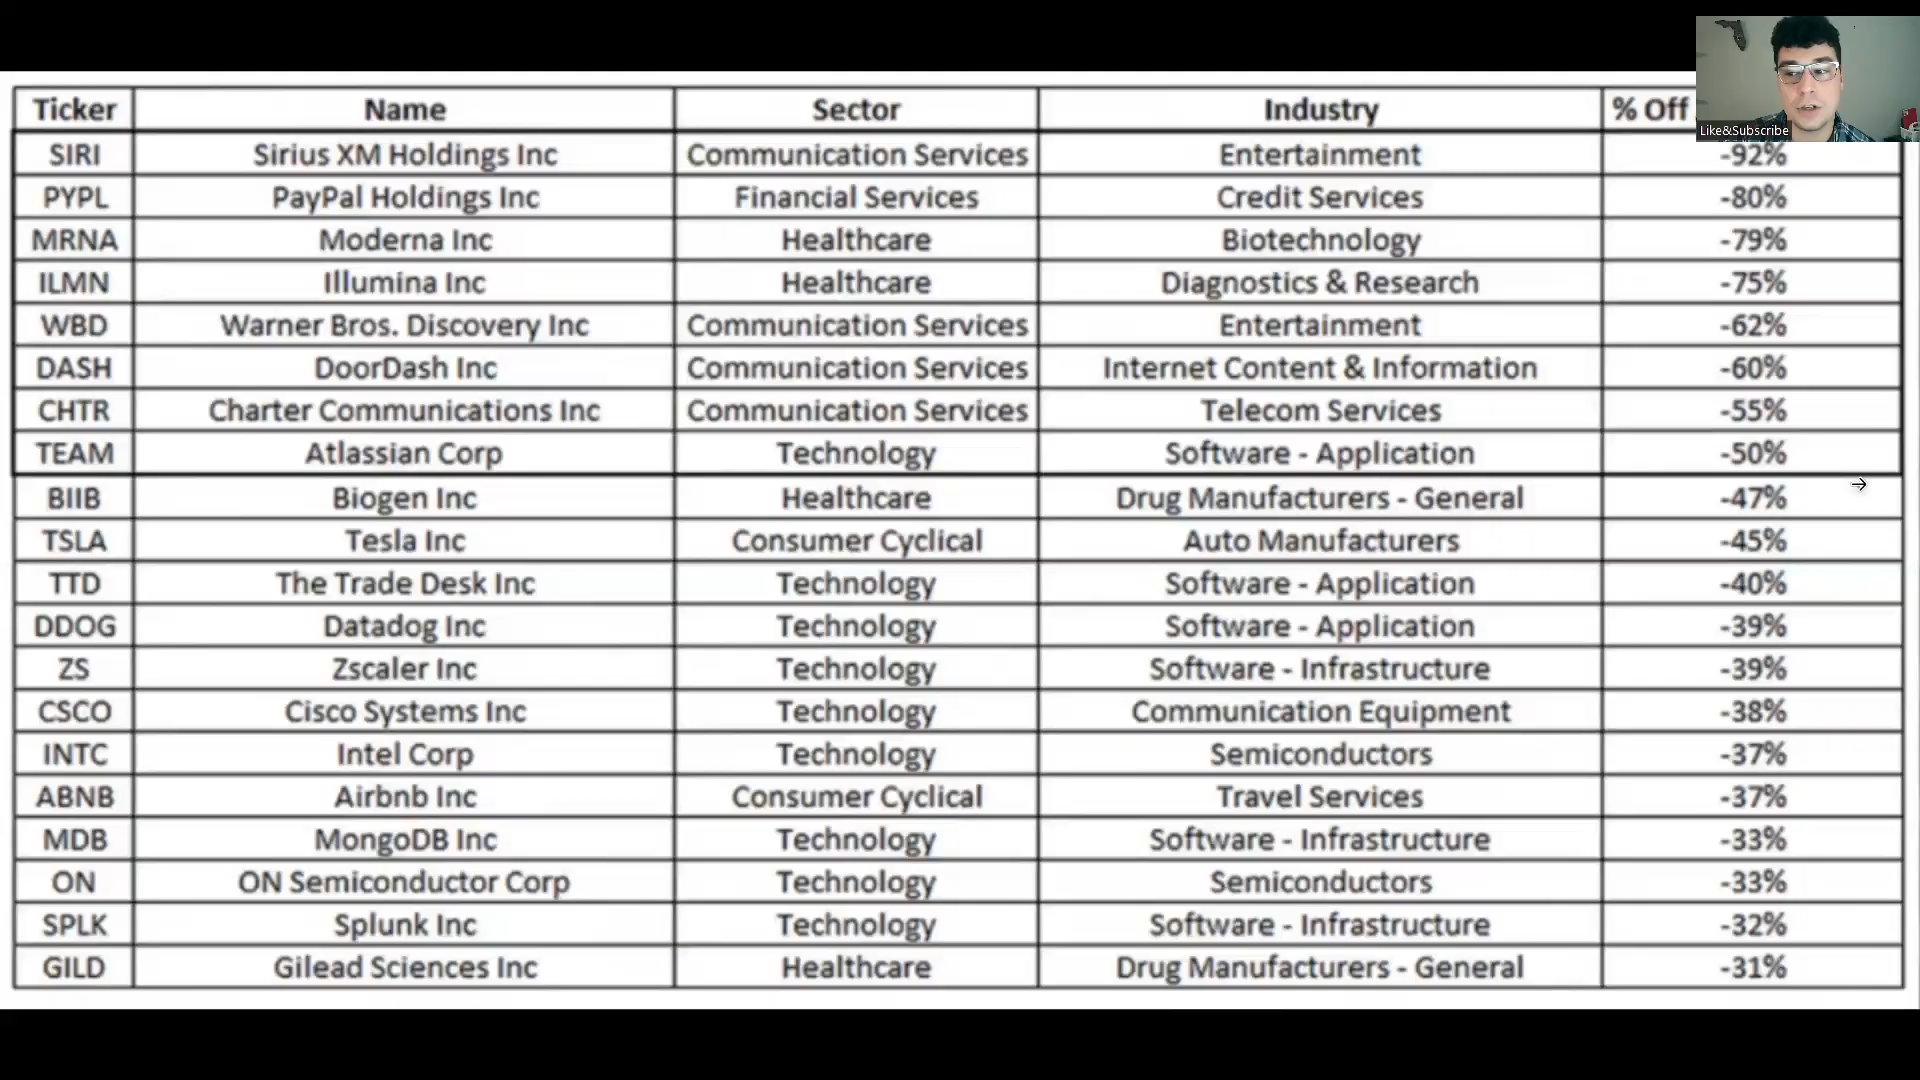 Ticker Name Sector Industry % Off
Like&Subscribe
SIRI Sirius XM Holdings Inc Communication Services Entertainment -92%
PYPL PayPal Holdings Inc Financial Services Credit Services -80%
MRNA Moderna Inc Healthcare Biotechnology -79%
ILMN Illumina Inc Healthcare Diagnostics & Research -75%
WBD Warner Bros. Discovery Inc Communication Services Entertainment -62%
DASH DoorDash Inc Communication Services Internet Content & Information -60%
CHTR Charter Communications Inc Communication Services Telecom Services -55%
TEAM Atlassian Corp Technology Software - Application -50%
BIIB Biogen Inc Healthcare Drug Manufacturers - General -47%
TSLA Tesla Inc Consumer Cyclical Auto Manufacturers -45%
TTD The Trade Desk Inc Technology Software - Application -40%
DDOG Datadog Inc Technology Software - Application -39%
ZS Zscaler Inc Technology Software - Infrastructure -39%
CSCO Cisco Systems Inc Technology Communication Equipment -38%
INTC Intel Corp Technology Semiconductors -37%
ABNB Airbnb Inc Consumer Cyclical Travel Services -37%
MDB MongoDB Inc Technology Software - Infrastructure -33%
ON ON Semiconductor Corp Technology Semiconductors -33%
SPLK Splunk Inc Technology Software - Infrastructure -32%
GILD Gilead Sciences Inc Healthcare Drug Manufacturers - General -31%